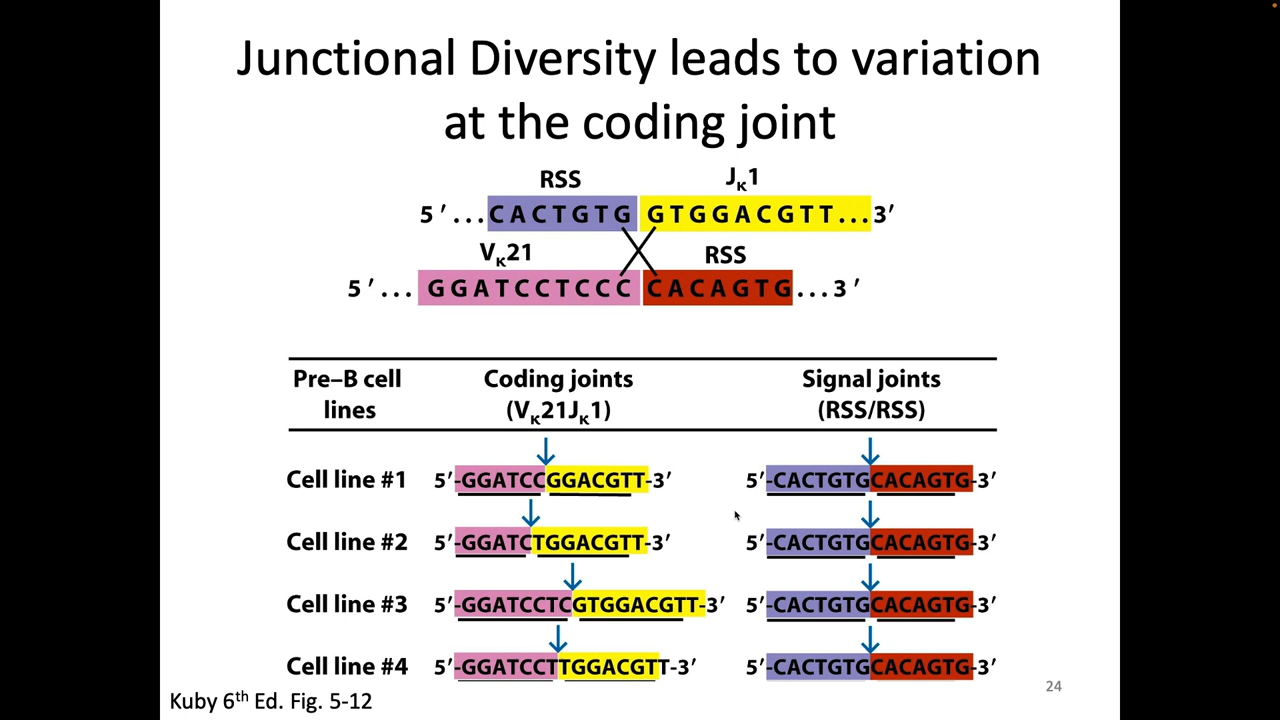 Junctional Diversity leads to variation
at the coding joint
RSS Jκ1
5′...CACTGTG GTGGACGTT...3′
Vκ21 RSS
5′... GGATCCTCCC CACAGTG...3′
Pre–B cell lines Coding joints (Vκ21Jκ1) Signal joints (RSS/RSS)
Cell line #1 5′-GGATCCGGACGTT-3′ 5′-CACTGTGCACAGTG-3′
Cell line #2 5′-GGATCTGGACGTT-3′ 5′-CACTGTGCACAGTG-3′
Cell line #3 5′-GGATCCTCGTGGACGTT-3′ 5′-CACTGTGCACAGTG-3′
Cell line #4 5′-GGATCCTTGGACGTT-3′ 5′-CACTGTGCACAGTG-3′
Kuby 6th Ed. Fig. 5-12
24